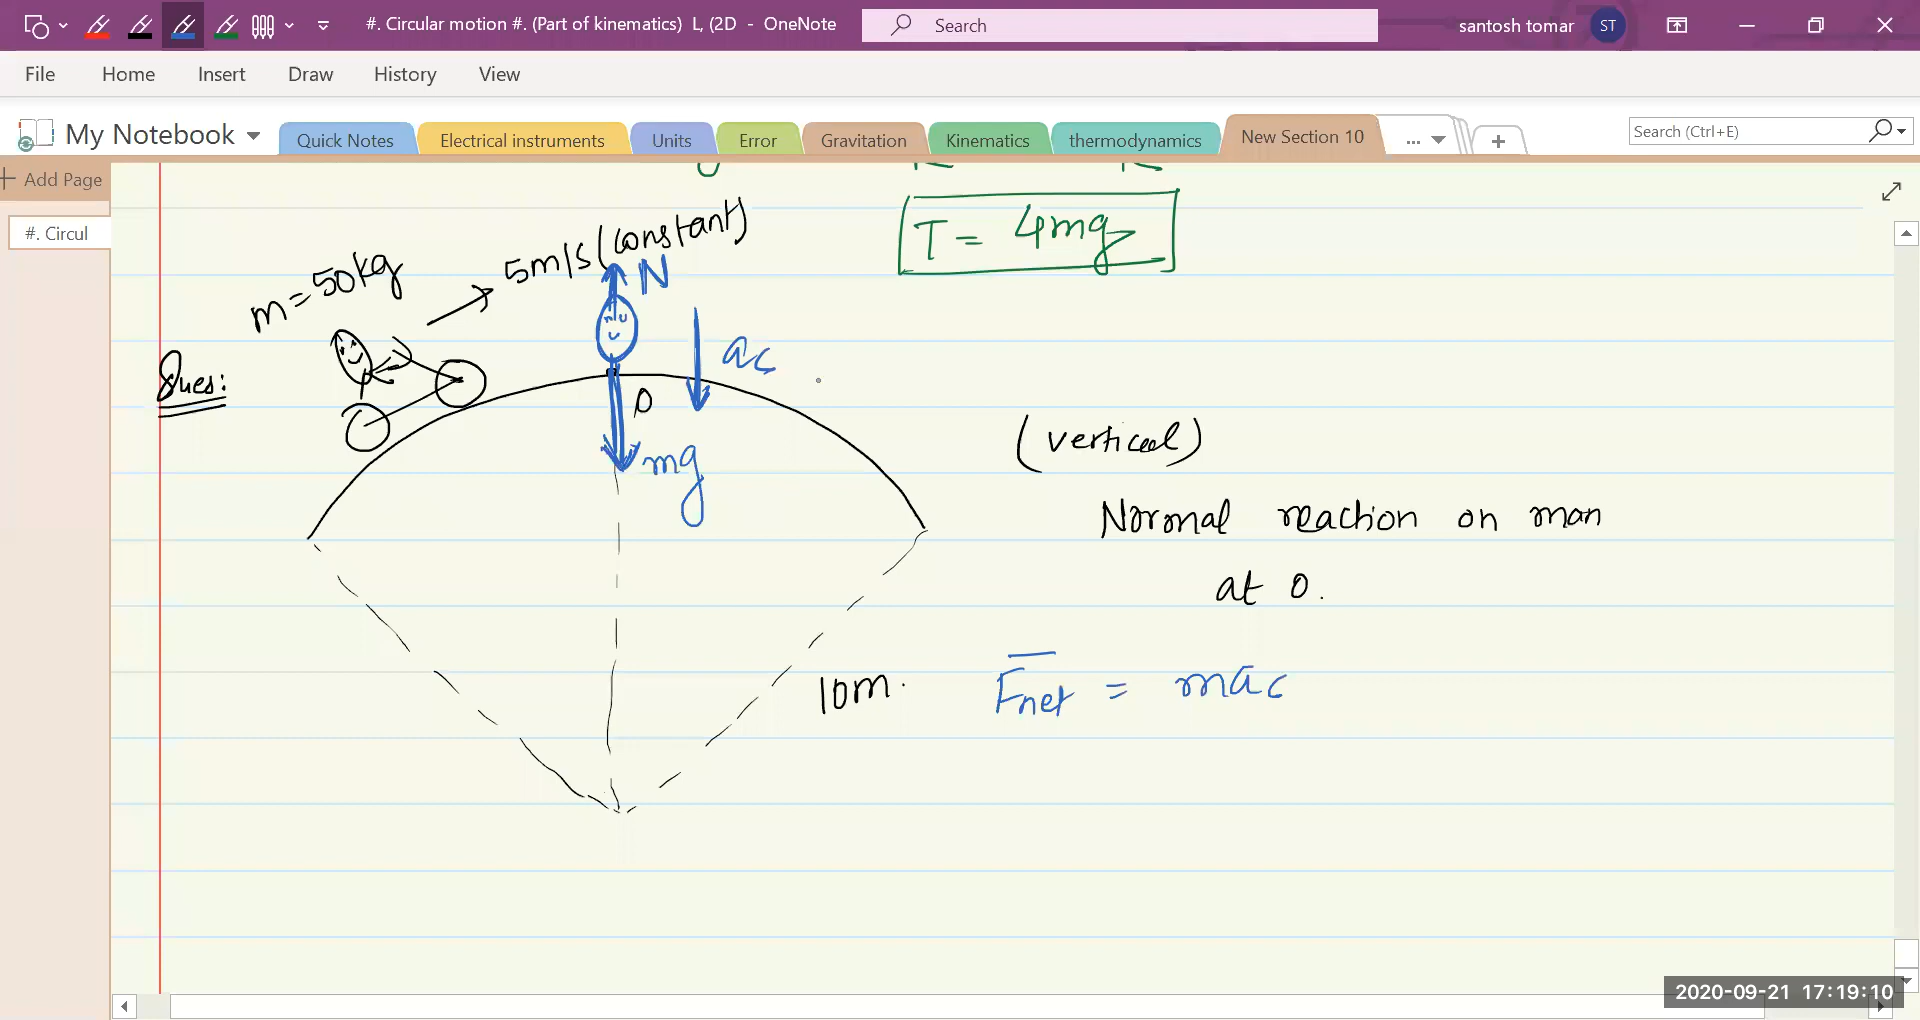 #. Circular motion #. (Part of kinematics) L, (2D - OneNote
Search
santosh tomar
ST
File Home Insert Draw History View
My Notebook
Quick Notes
Electrical instruments
Units
Error
Gravitation
Kinematics
thermodynamics
New Section 10
...
Search (Ctrl+E)
Add Page
#. Circul
T = 4mg
m = 50kg
5m/s (constant)
N
Ques:
ac
O
mg
(vertical)
Normal reaction on man
at O.
10m.
Fnet = mac
2020-09-21 17:19:10